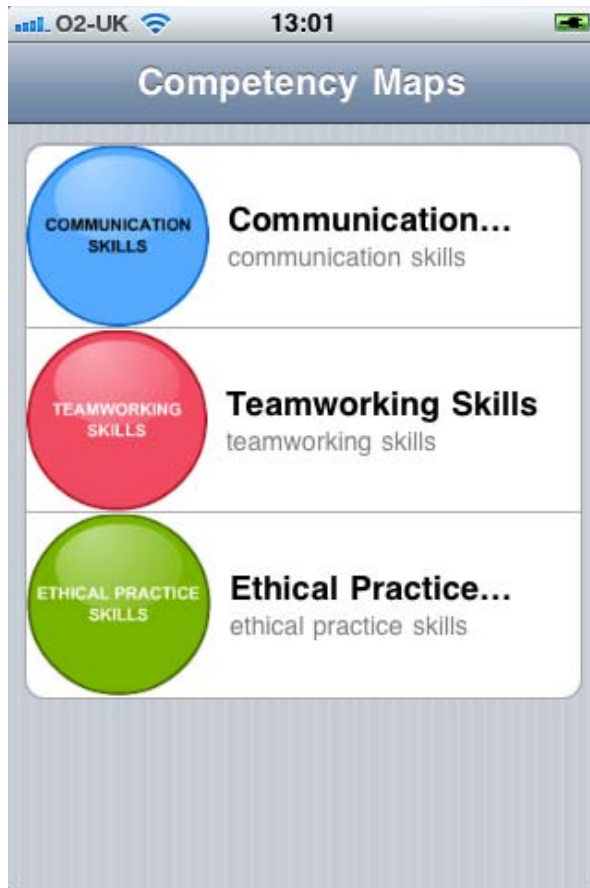 O2-UK 13:01
Competency Maps
COMMUNICATION
SKILLS
Communication...
communication skills
TEAMWORKING
SKILLS
Teamworking Skills
teamworking skills
ETHICAL PRACTICE
SKILLS
Ethical Practice...
ethical practice skills